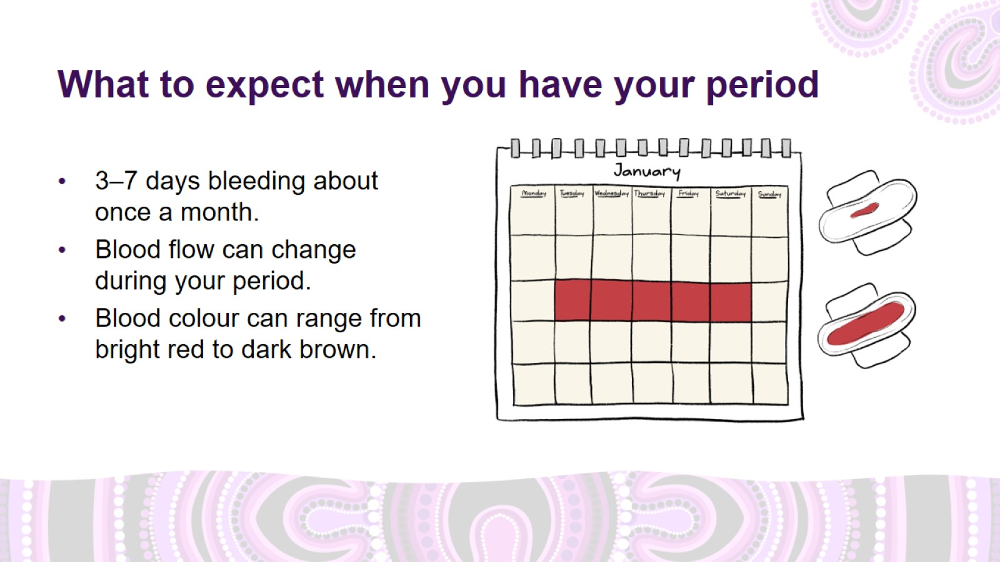 What to expect when you have your period
• 3–7 days bleeding about
once a month.
• Blood flow can change
during your period.
• Blood colour can range from
bright red to dark brown.
January
Monday Tuesday Wednesday Thursday Friday Saturday Sunday